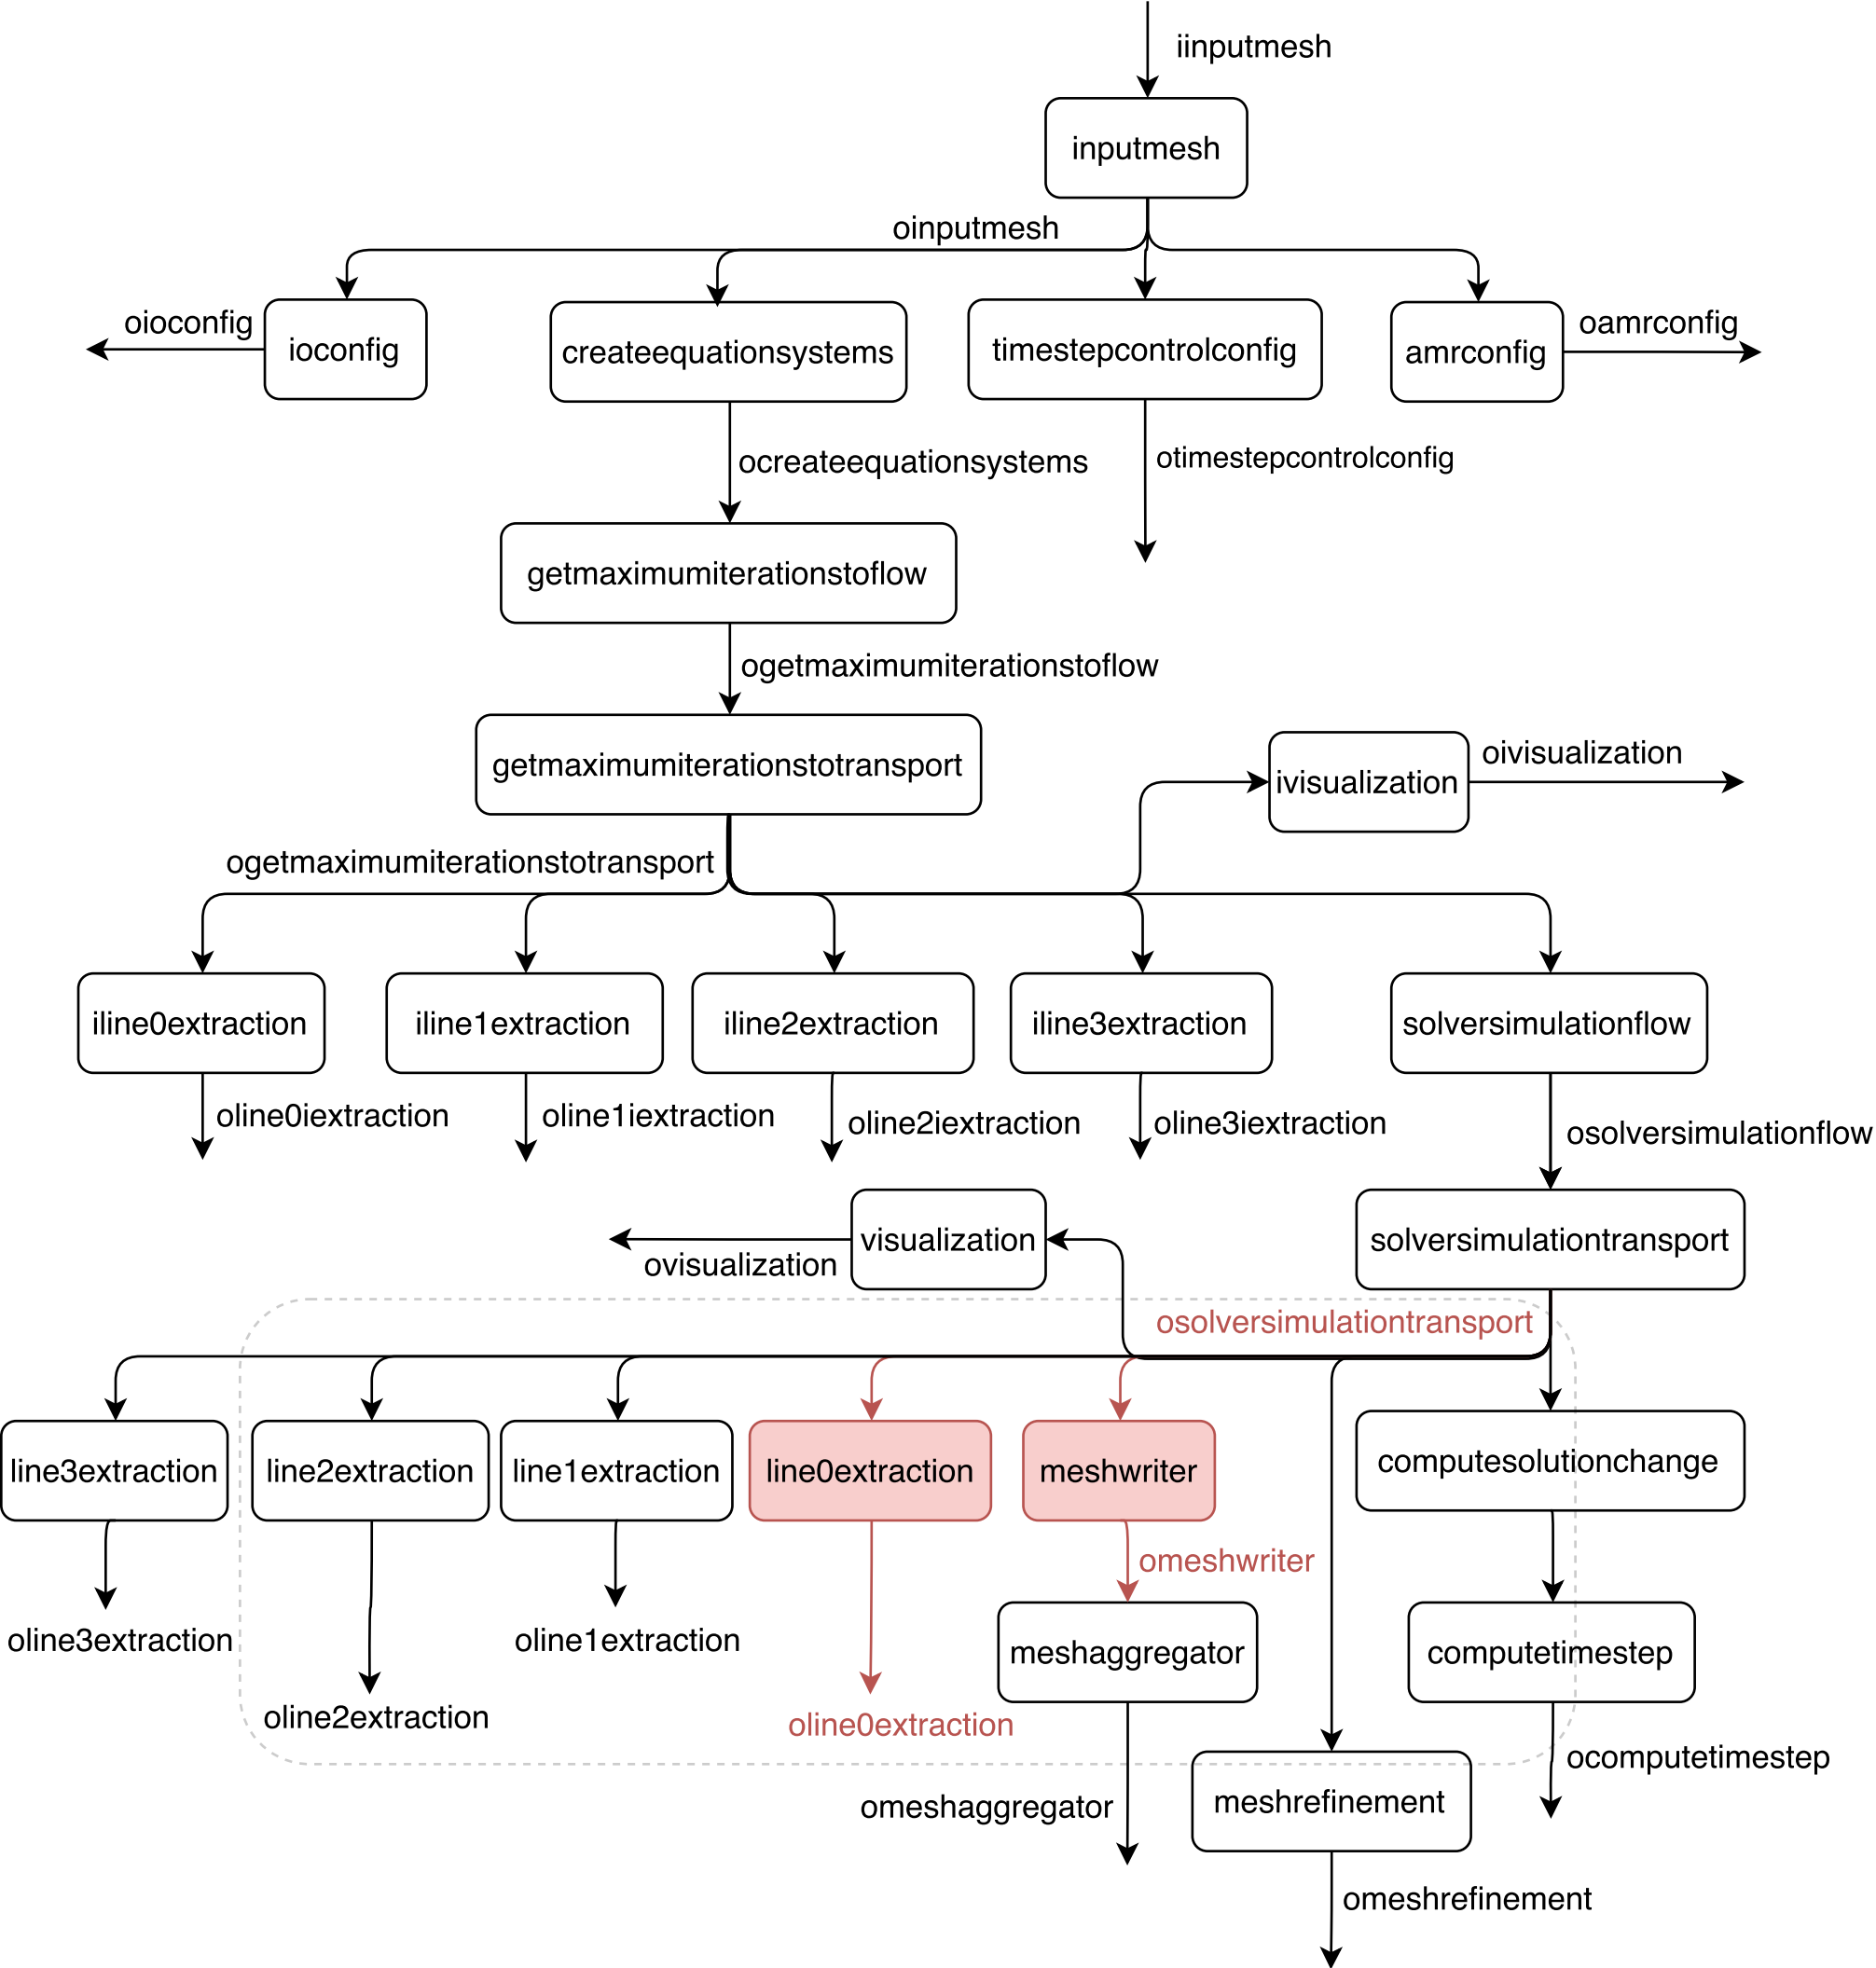 iinputmesh
inputmesh
oinputmesh
oioconfig
ioconfig
createequationsystems
timestepcontrolconfig
amrconfig
oamrconfig
ocreateequationsystems
otimestepcontrolconfig
getmaximumiterationstoflow
ogetmaximumiterationstoflow
getmaximumiterationstotransport
ivisualization
oivisualization
ogetmaximumiterationstotransport
iline0extraction
iline1extraction
iline2extraction
iline3extraction
solversimulationflow
oline0iextraction
oline1iextraction
oline2iextraction
oline3iextraction
osolversimulationflow
visualization
ovisualization
solversimulationtransport
osolversimulationtransport
line3extraction
line2extraction
line1extraction
line0extraction
meshwriter
computesolutionchange
omeshwriter
oline3extraction
oline1extraction
meshaggregator
computetimestep
oline2extraction
oline0extraction
ocomputetimestep
omeshaggregator
meshrefinement
omeshrefinement